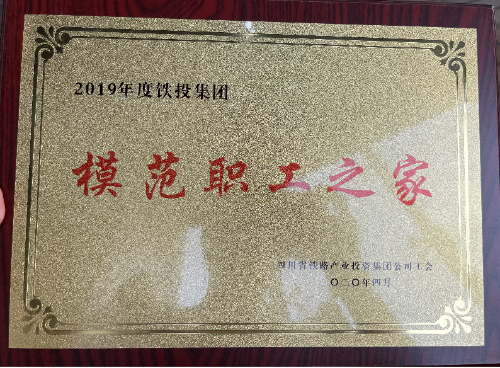 2019年度铁投集团
模范职工之家
四川省铁路产业投资集团公司工会
二〇二〇年四月